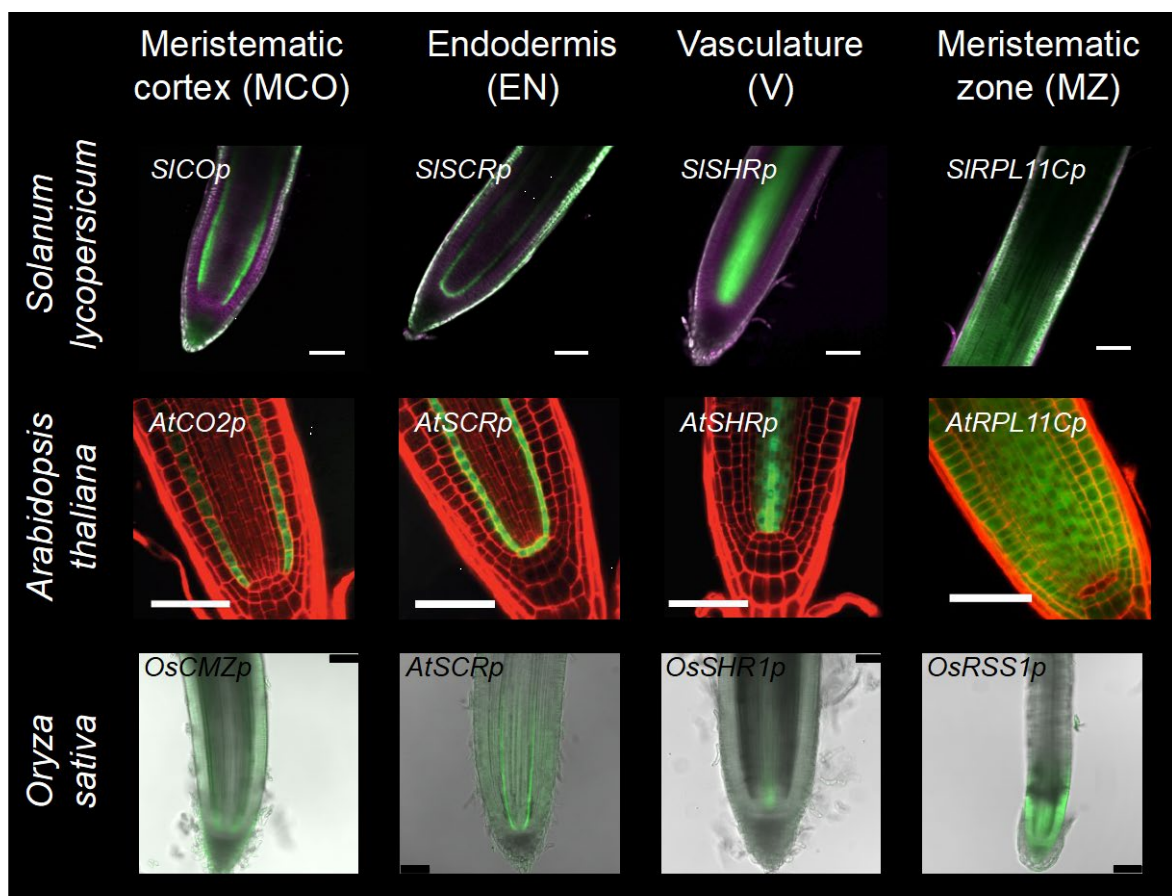 Meristematic
cortex (MCO)
Endodermis
(EN)
Vasculature
(V)
Meristematic
zone (MZ)
Solanum
lycopersicum
SlCOp
SlSCRp
SlSHRp
SlRPL11Cp
Arabidopsis
thaliana
AtCO2p
AtSCRp
AtSHRp
AtRPL11Cp
Oryza
sativa
OsCMZp
AtSCRp
OsSHR1p
OsRSS1p